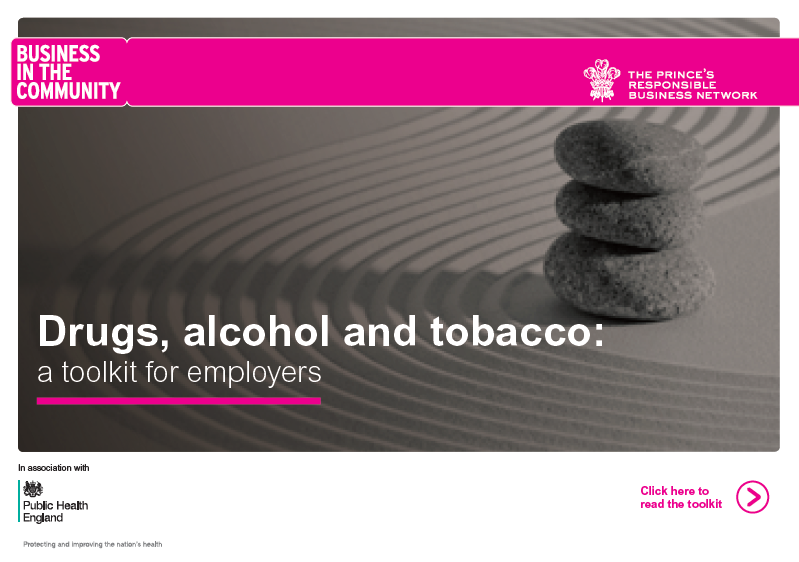 BUSINESS
IN THE
COMMUNITY
THE PRINCE'S
RESPONSIBLE
BUSINESS NETWORK
Drugs, alcohol and tobacco:
a toolkit for employers
In association with
Public Health
England
Protecting and improving the nation's health
Click here to
read the toolkit